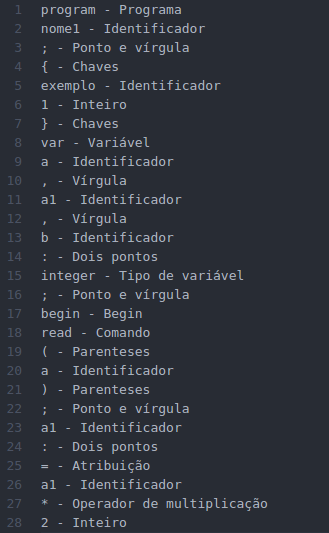 1 program - Programa
2 nome1 - Identificador
3 ; - Ponto e vírgula
4 { - Chaves
5 exemplo - Identificador
6 1 - Inteiro
7 } - Chaves
8 var - Variável
9 a - Identificador
10 , - Vírgula
11 a1 - Identificador
12 , - Vírgula
13 b - Identificador
14 : - Dois pontos
15 integer - Tipo de variável
16 ; - Ponto e vírgula
17 begin - Begin
18 read - Comando
19 ( - Parenteses
20 a - Identificador
21 ) - Parenteses
22 ; - Ponto e vírgula
23 a1 - Identificador
24 : - Dois pontos
25 = - Atribuição
26 a1 - Identificador
27 * - Operador de multiplicação
28 2 - Inteiro